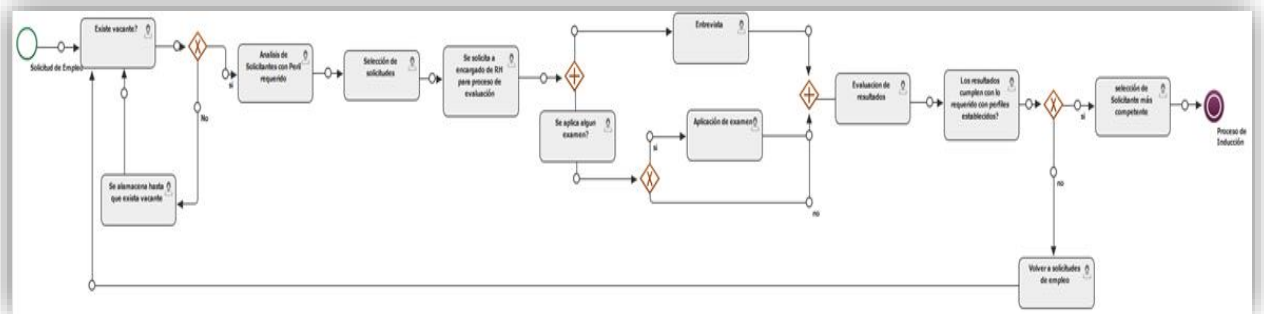 Solicitud de Empleo
Existe vacante?
No
si
Se alamacena hasta
que exista vacante
Analisis de
Solicitantes con Peril
requerido
Selección de
solicitudes
Se solicita a
encargado de RH
para proceso de
evaluación
Entrevista
Se aplica algun
examen?
si
Aplicación de examen
no
Evaluacion de
resultados
Los resultados
cumplen con lo
requerido con perfiles
establecidos?
si
no
selección de
Solicitante más
competente
Proceso de
Inducción
Volver a solicitudes
de empleo